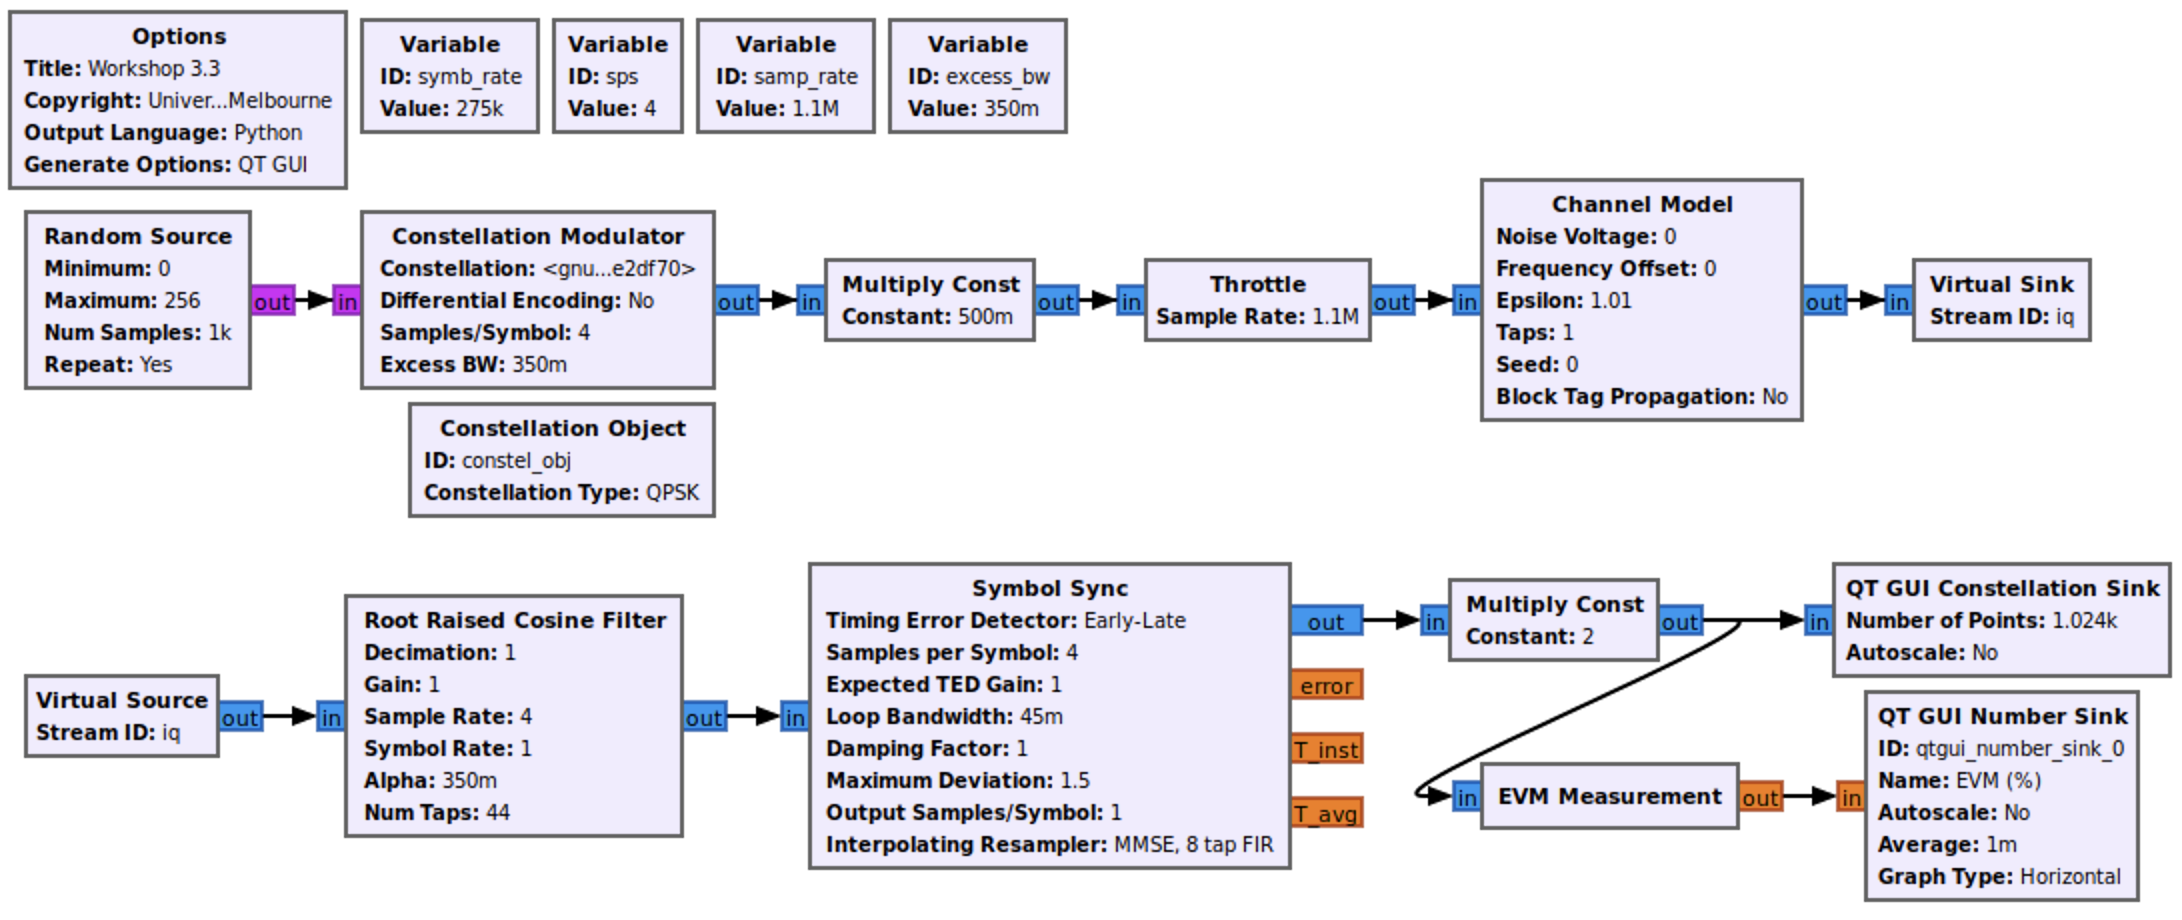 Options
Title: Workshop 3.3
Copyright: Univer...Melbourne
Output Language: Python
Generate Options: QT GUI
Variable
ID: symb_rate
Value: 275k
Variable
ID: sps
Value: 4
Variable
ID: samp_rate
Value: 1.1M
Variable
ID: excess_bw
Value: 350m
Random Source
Minimum: 0
Maximum: 256
Num Samples: 1k
Repeat: Yes
out
in
Constellation Modulator
Constellation: <gnu...e2df70>
Differential Encoding: No
Samples/Symbol: 4
Excess BW: 350m
out
in
Multiply Const
Constant: 500m
out
in
Throttle
Sample Rate: 1.1M
out
in
Channel Model
Noise Voltage: 0
Frequency Offset: 0
Epsilon: 1.01
Taps: 1
Seed: 0
Block Tag Propagation: No
out
in
Virtual Sink
Stream ID: iq
Constellation Object
ID: constel_obj
Constellation Type: QPSK
Virtual Source
Stream ID: iq
out
in
Root Raised Cosine Filter
Decimation: 1
Gain: 1
Sample Rate: 4
Symbol Rate: 1
Alpha: 350m
Num Taps: 44
out
in
Symbol Sync
Timing Error Detector: Early-Late
Samples per Symbol: 4
Expected TED Gain: 1
Loop Bandwidth: 45m
Damping Factor: 1
Maximum Deviation: 1.5
Output Samples/Symbol: 1
Interpolating Resampler: MMSE, 8 tap FIR
out
error
T_inst
T_avg
in
Multiply Const
Constant: 2
out
in
QT GUI Constellation Sink
Number of Points: 1.024k
Autoscale: No
in
EVM Measurement
out
in
QT GUI Number Sink
ID: qtgui_number_sink_0
Name: EVM (%)
Autoscale: No
Average: 1m
Graph Type: Horizontal